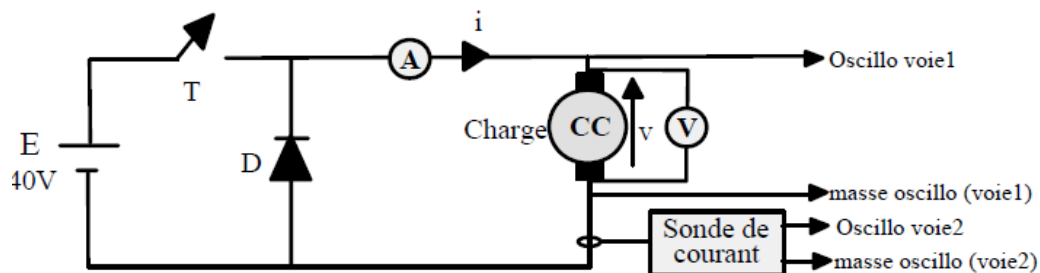 i
A
Oscillo voie1
T
E
40V
D
Charge
CC
v
V
masse oscillo (voie1)
Sonde de
courant
Oscillo voie2
masse oscillo (voie2)